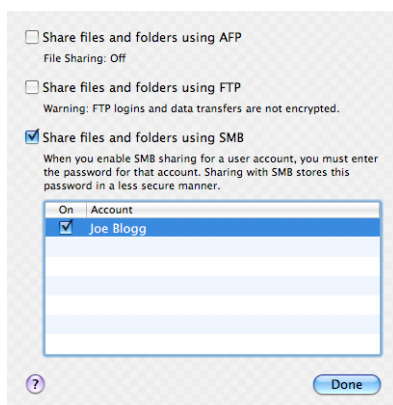 Share files and folders using AFP
File Sharing: Off
Share files and folders using FTP
Warning: FTP logins and data transfers are not encrypted.
Share files and folders using SMB
When you enable SMB sharing for a user account, you must enter
the password for that account. Sharing with SMB stores this
password in a less secure manner.
On Account
Joe Blogg
? Done